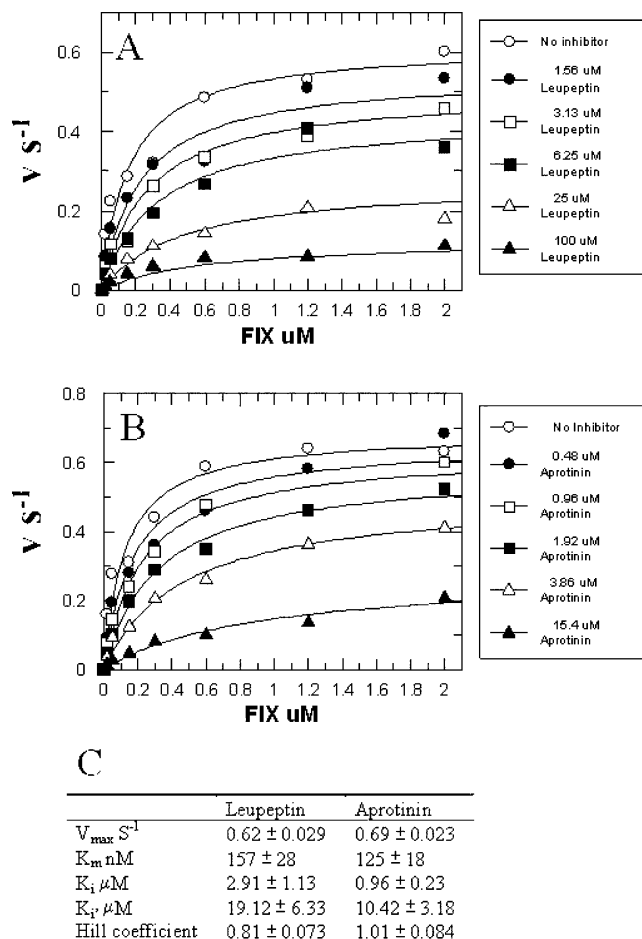 A
V S-1
0.6
0.4
0.2
0
0 0.2 0.4 0.6 0.8 1 1.2 1.4 1.6 1.8 2
FIX uM
No inhibitor
1.56 uM
Leupeptin
3.13 uM
Leupeptin
6.25 uM
Leupeptin
25 uM
Leupeptin
100 uM
Leupeptin
B
V S-1
0.8
0.6
0.4
0.2
0
0 0.2 0.4 0.6 0.8 1 1.2 1.4 1.6 1.8 2
FIX uM
No Inhibitor
0.48 uM
Aprotinin
0.96 uM
Aprotinin
1.92 uM
Aprotinin
3.86 uM
Aprotinin
15.4 uM
Aprotinin
C
Leupeptin Aprotinin
Vmax S-1 0.62 ± 0.029 0.69 ± 0.023
Km nM 157 ± 28 125 ± 18
Ki μM 2.91 ± 1.13 0.96 ± 0.23
Ki' μM 19.12 ± 6.33 10.42 ± 3.18
Hill coefficient 0.81 ± 0.073 1.01 ± 0.084